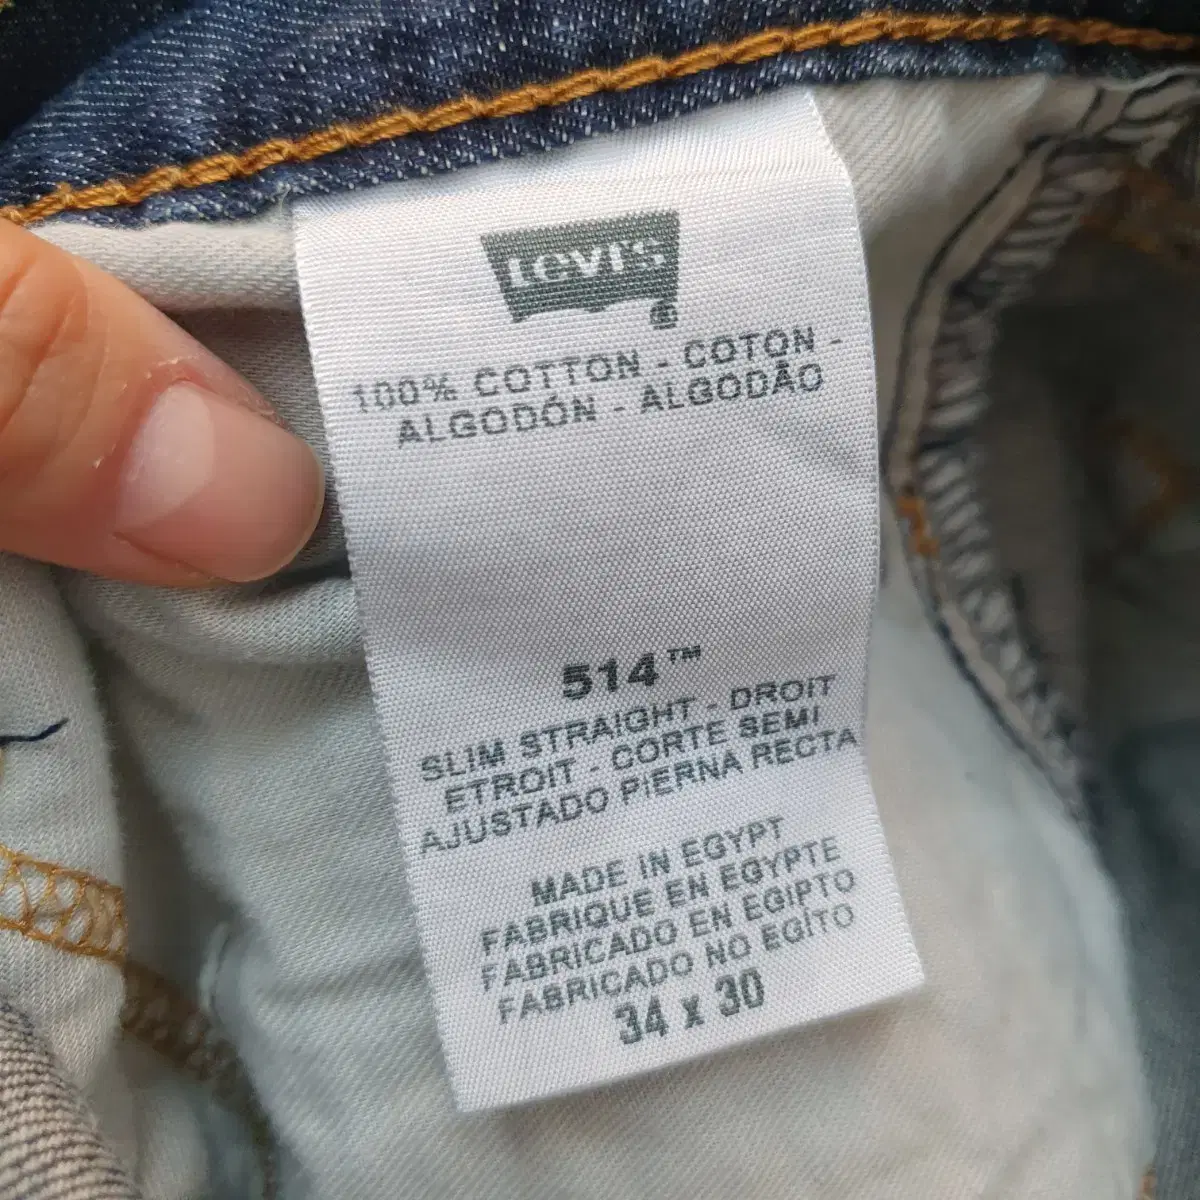 Levi's
®
100% COTTON - COTON -
ALGODÓN - ALGODÃO
514™
SLIM STRAIGHT - DROIT
ETROIT - CORTE SEMI
AJUSTADO PIERNA RECTA
MADE IN EGYPT
FABRIQUE EN EGYPTE
FABRICADO EN EGIPTO
FABRICADO NO EGÍTO
34 x 30